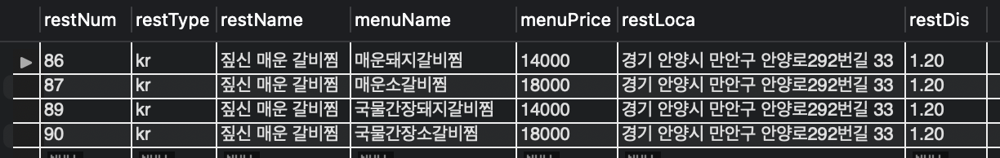 restNum restType restName menuName menuPrice restLoca restDis
86 kr 짚신 매운 갈비찜 매운돼지갈비찜 14000 경기 안양시 만안구 안양로292번길 33 1.20
87 kr 짚신 매운 갈비찜 매운소갈비찜 18000 경기 안양시 만안구 안양로292번길 33 1.20
89 kr 짚신 매운 갈비찜 국물간장돼지갈비찜 14000 경기 안양시 만안구 안양로292번길 33 1.20
90 kr 짚신 매운 갈비찜 국물간장소갈비찜 18000 경기 안양시 만안구 안양로292번길 33 1.20
NULL NULL NULL NULL NULL NULL NULL